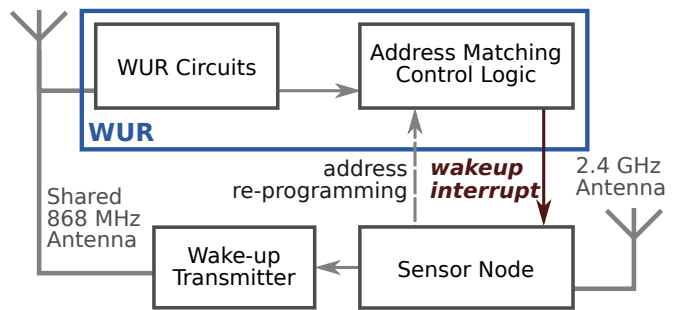 WUR Circuits
Address Matching
Control Logic
WUR
address
re-programming
wakeup
interrupt
2.4 GHz
Antenna
Shared
868 MHz
Antenna
Wake-up
Transmitter
Sensor Node